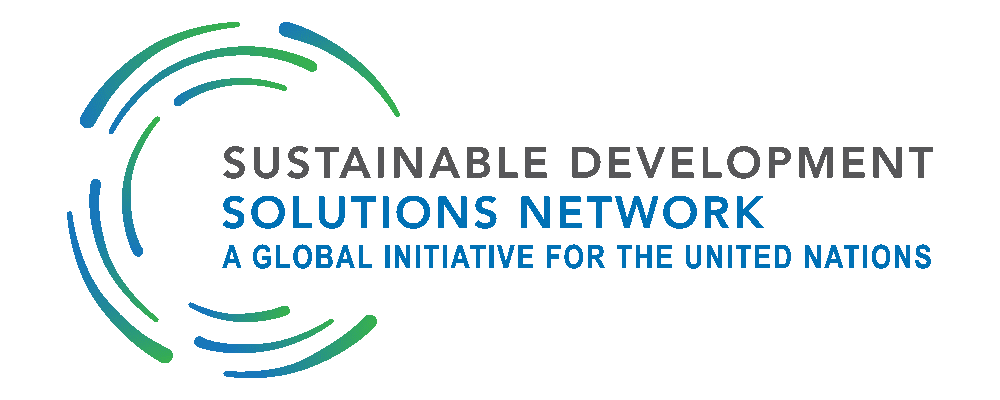 SUSTAINABLE DEVELOPMENT
SOLUTIONS NETWORK
A GLOBAL INITIATIVE FOR THE UNITED NATIONS